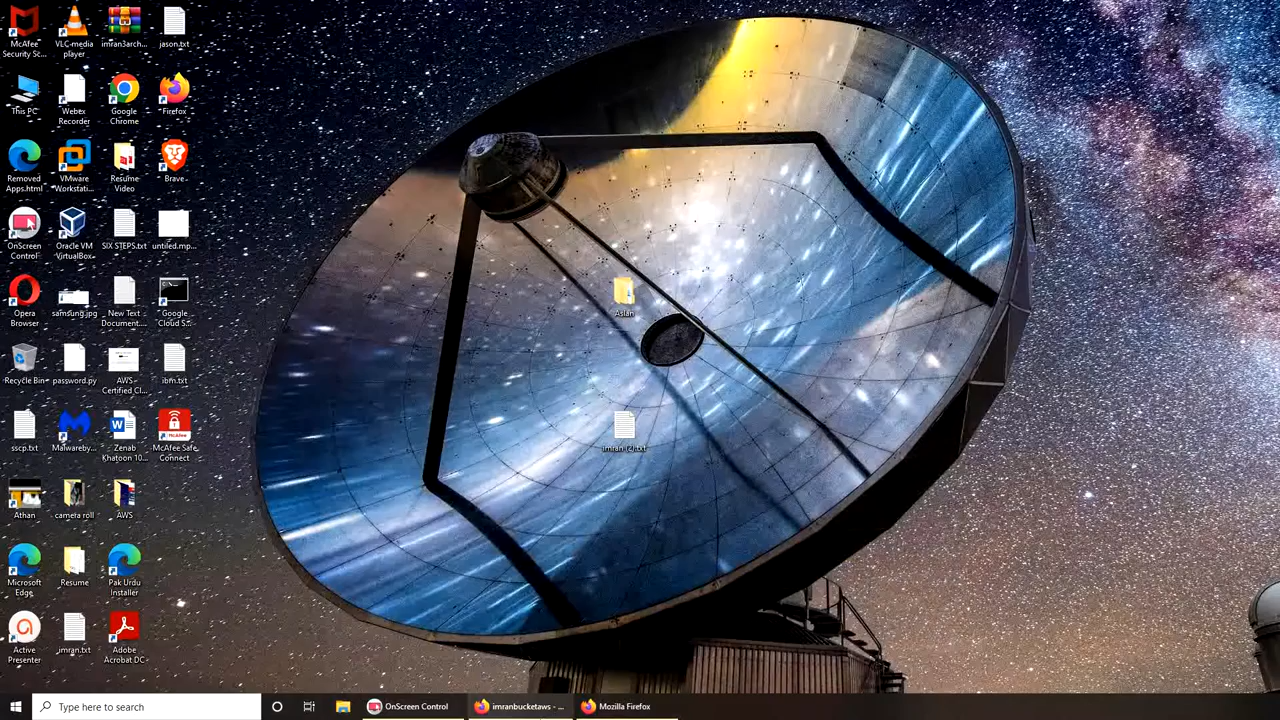 McAfee
Security Sc...
VLC media
player
imran3arch...
jason.txt
This PC
Webex
Recorder
Google
Chrome
Firefox
Removed
Apps.html
VMware
Workstati...
Resume
Video
Brave
OnScreen
Control
Oracle VM
VirtualBox
SIX STEPS.txt
untiled.mp...
Opera
Browser
samsung.jpg
New Text
Document....
Google
Cloud S...
Aslan
Recycle Bin
password.py
AWS
Certified Cl...
ibm.txt
sscp.txt
Malwareby...
Zenab
Khatoon 10...
McAfee Safe
Connect
imran (2).txt
Athan
camera roll
AWS
Microsoft
Edge
Resume
Pak Urdu
Installer
Active
Presenter
imran.txt
Adobe
Acrobat DC
Type here to search
OnScreen Control
imranbucketaws - ...
Mozilla Firefox